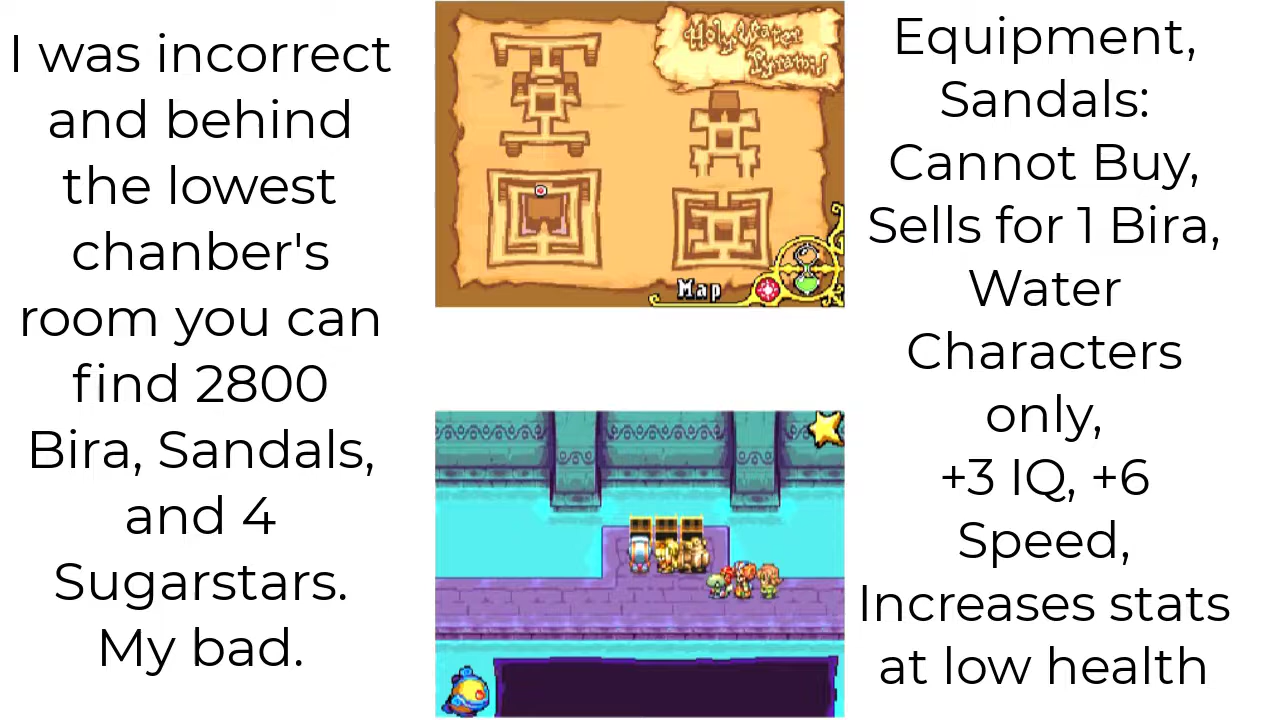 I was incorrect
and behind
the lowest
chanber's
room you can
find 2800
Bira, Sandals,
and 4
Sugarstars.
My bad.
Holy Water
Pyramid
Map
Equipment,
Sandals:
Cannot Buy,
Sells for 1 Bira,
Water
Characters
only,
+3 IQ, +6
Speed,
Increases stats
at low health